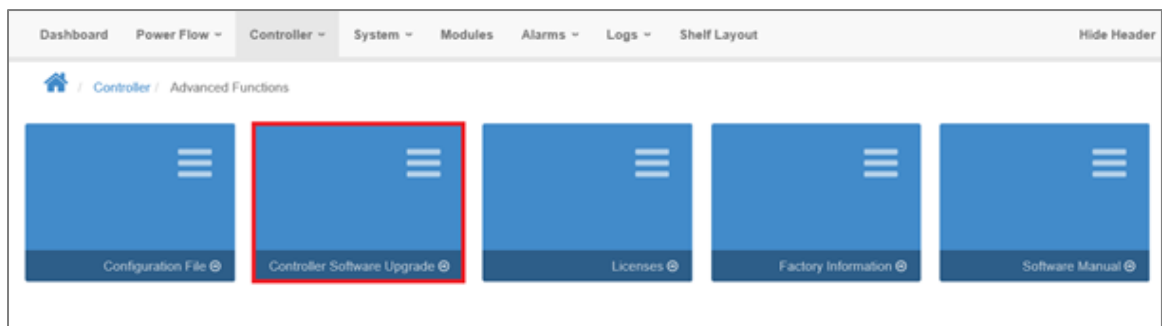 Dashboard Power Flow Controller System Modules Alarms Logs Shelf Layout Hide Header
/ Controller / Advanced Functions
Configuration File Controller Software Upgrade Licenses Factory Information Software Manual